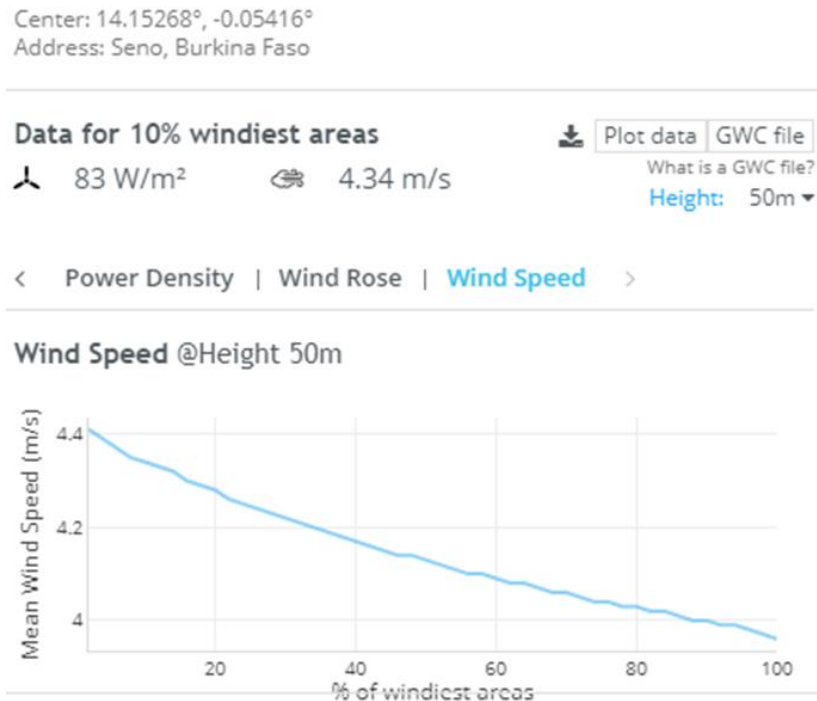 Center: 14.15268°, -0.05416°
Address: Seno, Burkina Faso
Data for 10% windiest areas
Plot data GWC file
83 W/m² 4.34 m/s
What is a GWC file?
Height: 50m
< Power Density | Wind Rose | Wind Speed >
Wind Speed @Height 50m
Mean Wind Speed (m/s)
4.4
4.2
4
20 40 60 80 100
% of windiest areas